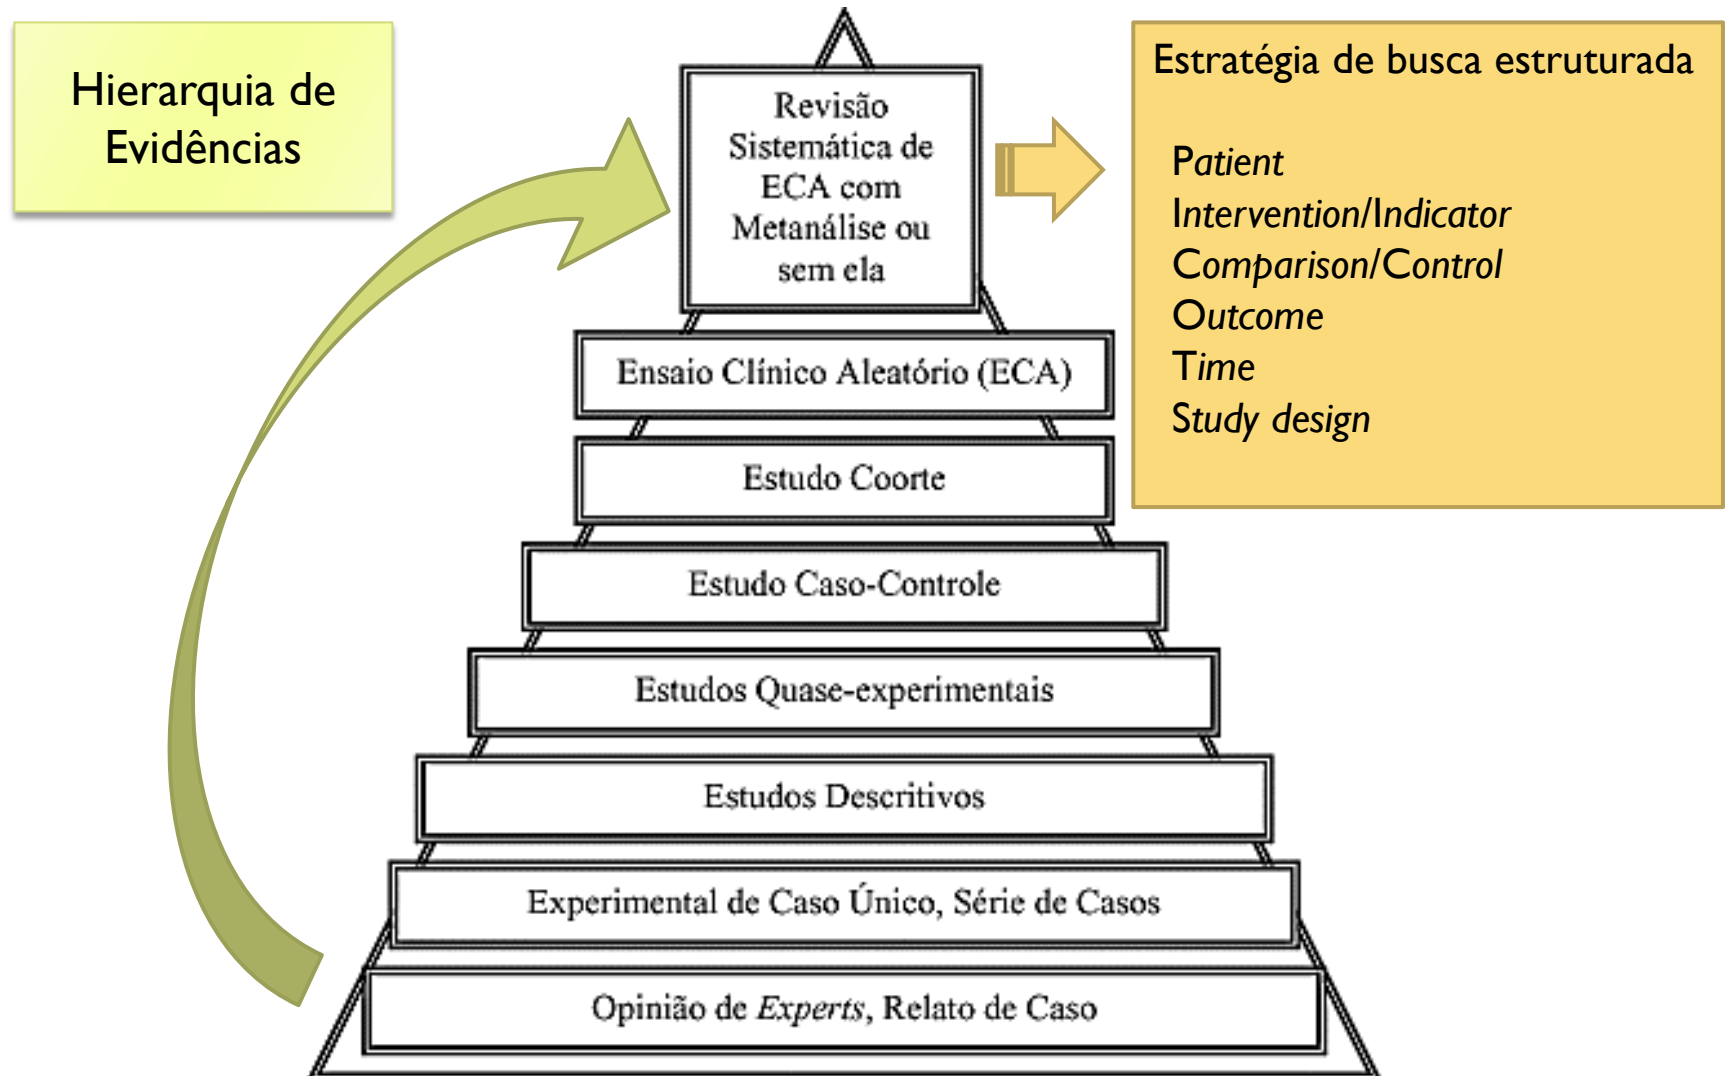 Hierarquia de
Evidências
Revisão
Sistemática de
ECA com
Metanálise ou
sem ela
Estratégia de busca estruturada
Patient
Intervention/Indicator
Comparison/Control
Outcome
Time
Study design
Ensaio Clínico Aleatório (ECA)
Estudo Coorte
Estudo Caso-Controle
Estudos Quase-experimentais
Estudos Descritivos
Experimental de Caso Único, Série de Casos
Opinião de Experts, Relato de Caso